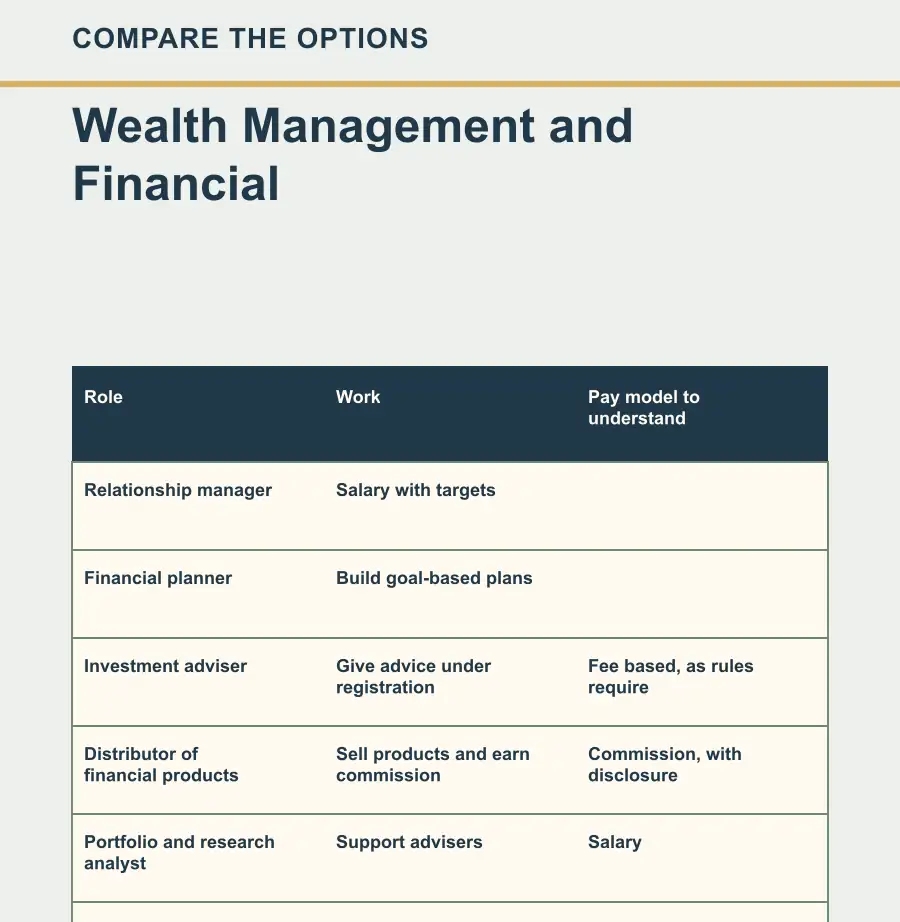 COMPARE THE OPTIONS
Wealth Management and
Financial
Role
Work
Pay model to
understand
Relationship manager
Salary with targets
Financial planner
Build goal-based plans
Investment adviser
Give advice under
registration
Fee based, as rules
require
Distributor of
financial products
Sell products and earn
commission
Commission, with
disclosure
Portfolio and research
analyst
Support advisers
Salary